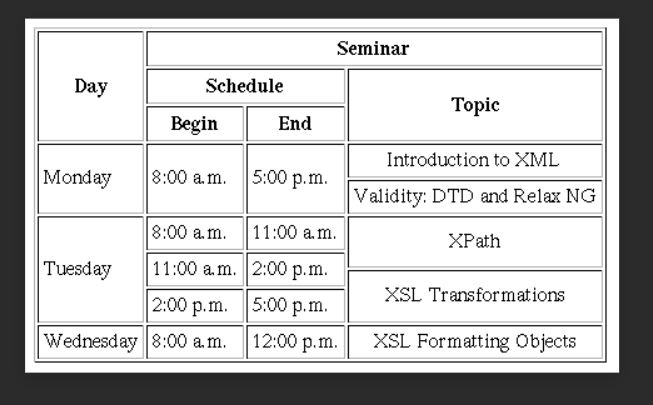 Day Seminar
Schedule Topic
Begin End
Monday 8:00 a.m. 5:00 p.m. Introduction to XML
Validity: DTD and Relax NG
Tuesday 8:00 a.m. 11:00 a.m. XPath
11:00 a.m. 2:00 p.m.
2:00 p.m. 5:00 p.m. XSL Transformations
Wednesday 8:00 a.m. 12:00 p.m. XSL Formatting Objects